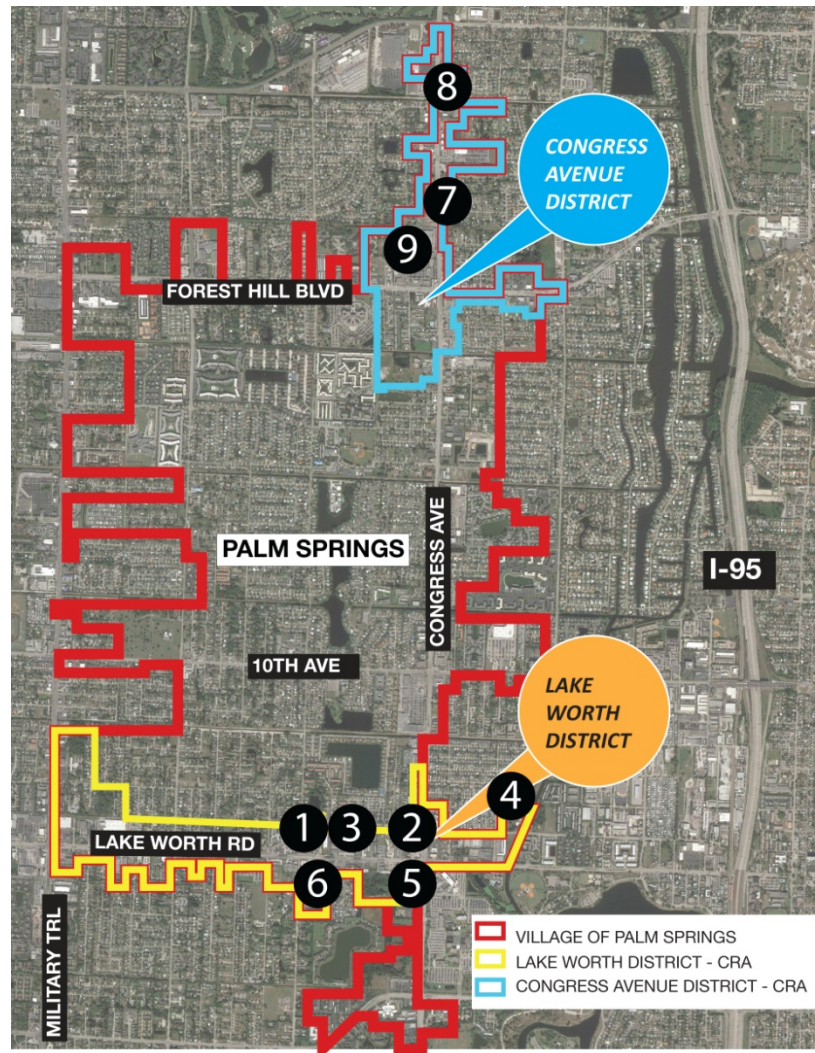 8
CONGRESS
AVENUE
DISTRICT
7
9
FOREST HILL BLVD
PALM SPRINGS
CONGRESS AVE
I-95
10TH AVE
LAKE
WORTH
DISTRICT
4
1
3
2
LAKE WORTH RD
6
5
MILITARY TRL
VILLAGE OF PALM SPRINGS
LAKE WORTH DISTRICT - CRA
CONGRESS AVENUE DISTRICT - CRA